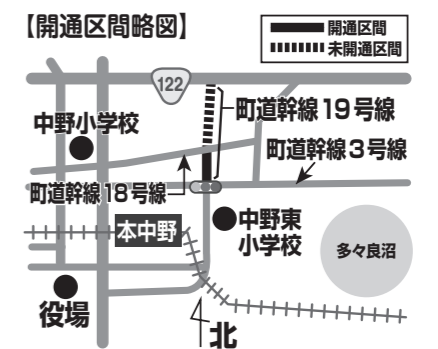 【開通区間略図】
開通区間
未開通区間
122
町道幹線19号線
中野小学校
町道幹線3号線
町道幹線18号線
本中野
中野東
小学校
多々良沼
役場
北